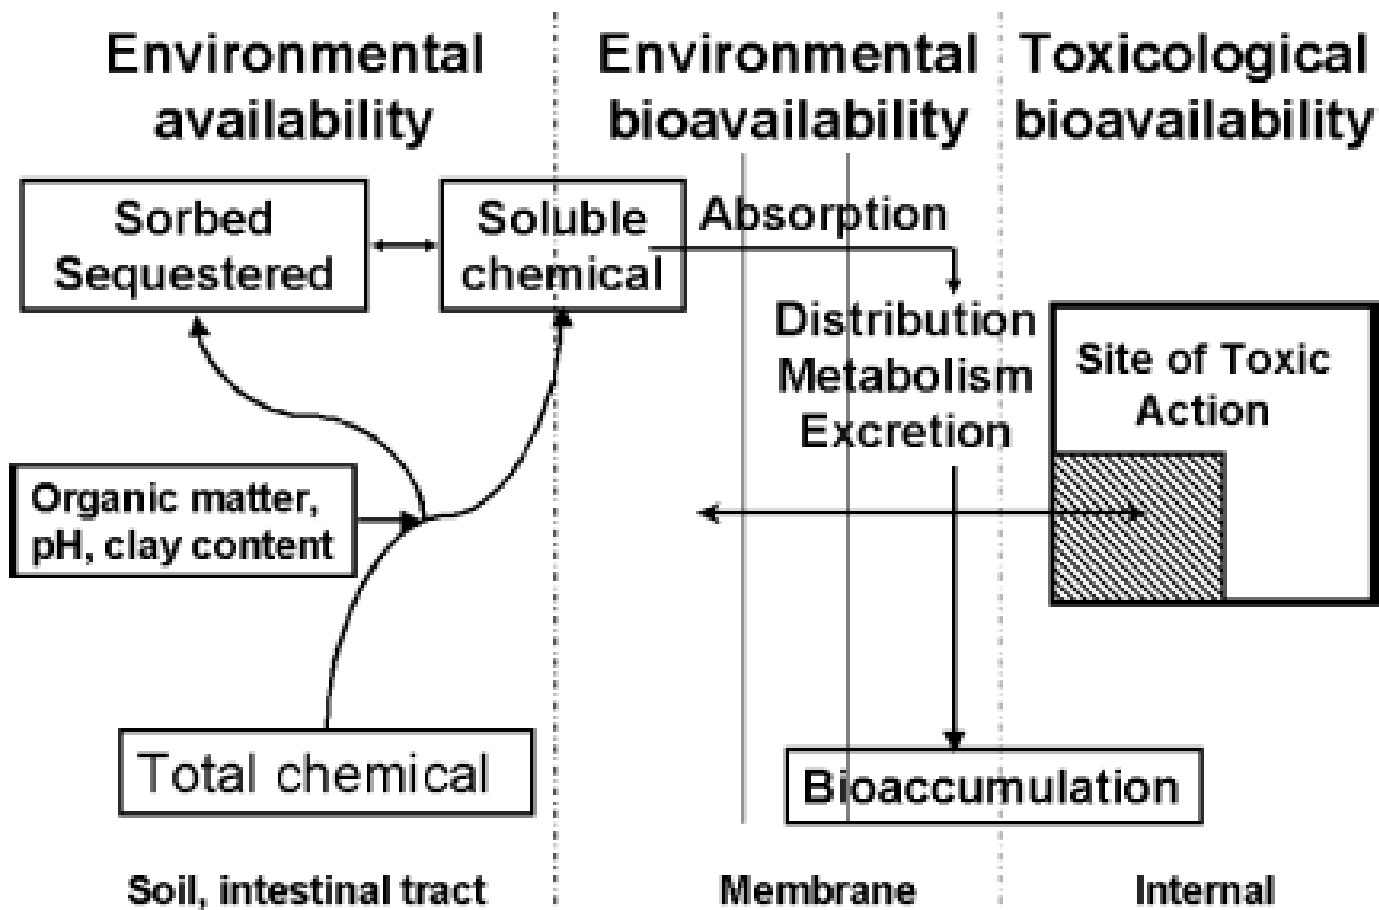 Environmental
availability
Environmental
bioavailability
Toxicological
bioavailability
Sorbed
Sequestered
Soluble
chemical
Absorption
Distribution
Metabolism
Excretion
Site of Toxic
Action
Organic matter,
pH, clay content
Total chemical
Bioaccumulation
Soil, intestinal tract
Membrane
Internal